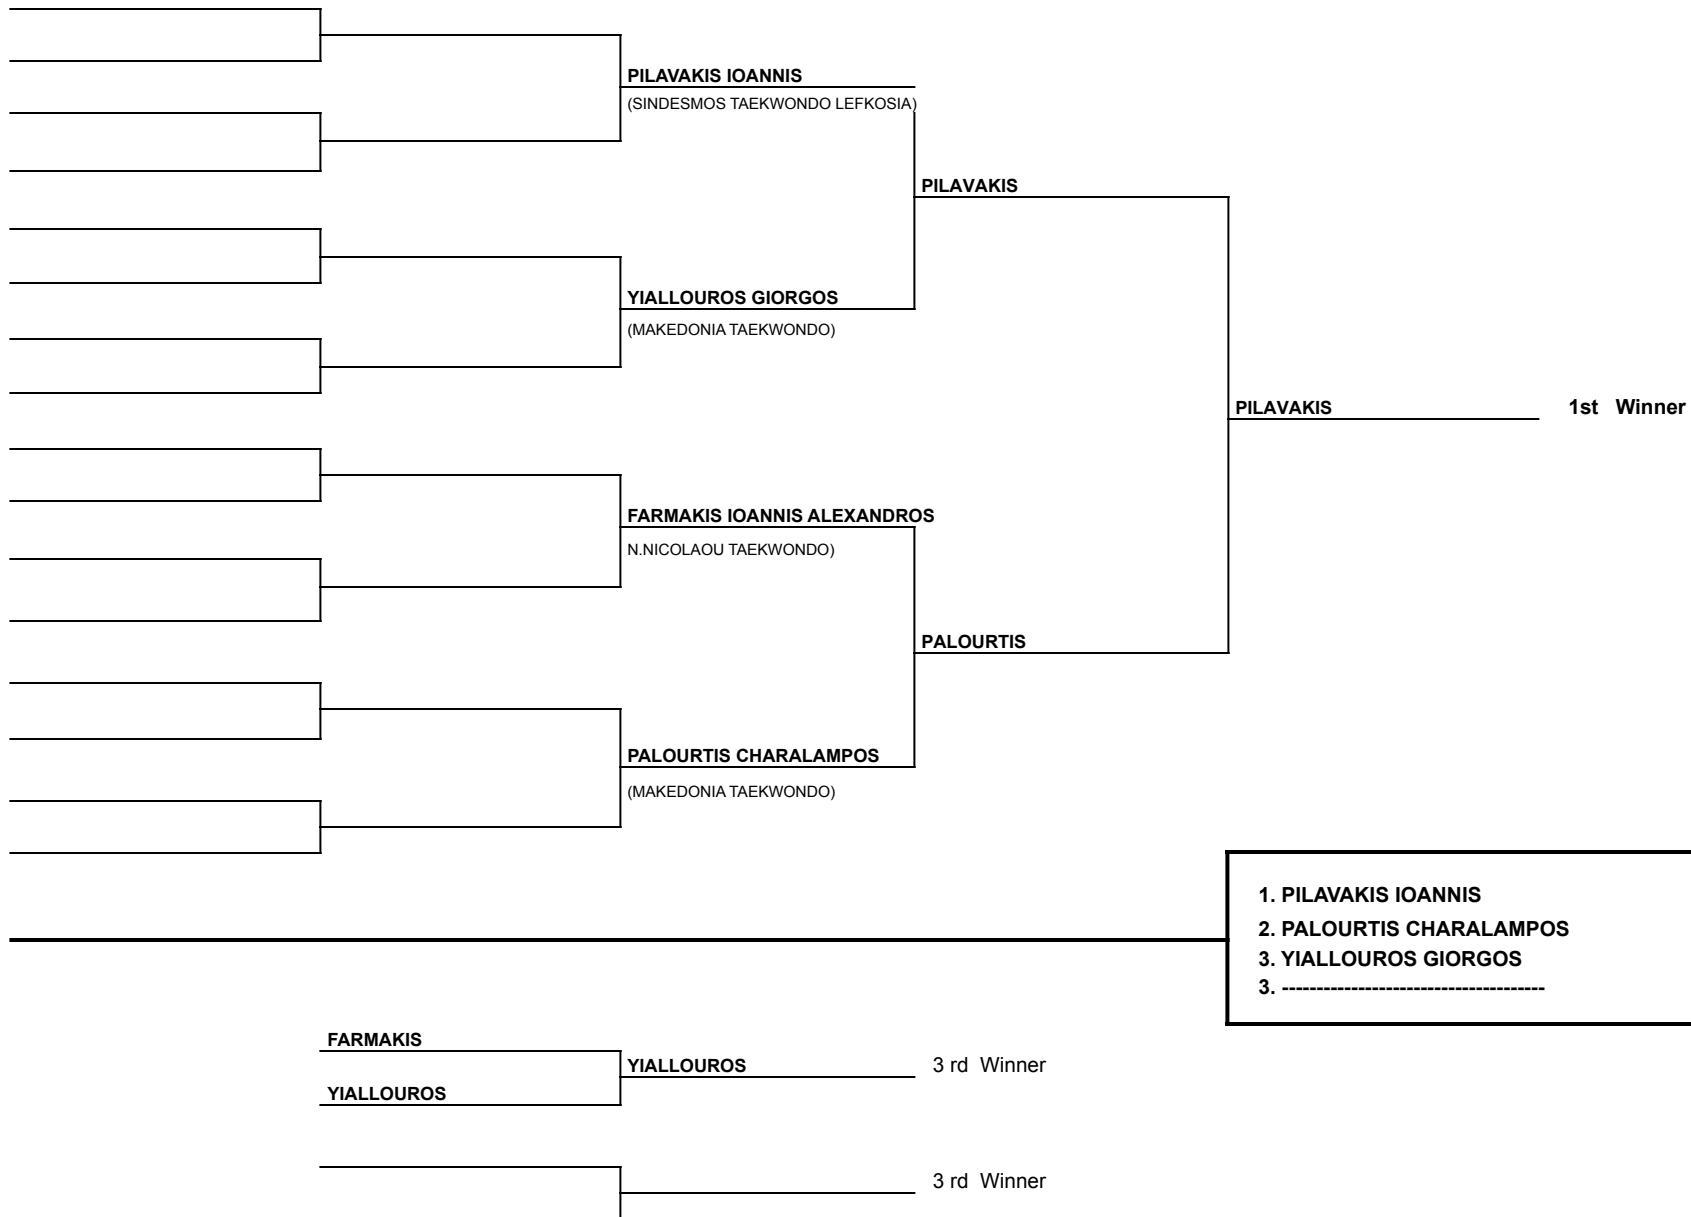 PILAVAKIS IOANNIS
(SINDESMOS TAEKWONDO LEFKOSIA)
PILAVAKIS
YIALLOUROS GIORGOS
(MAKEDONIA TAEKWONDO)
PILAVAKIS
1st Winner
FARMAKIS IOANNIS ALEXANDROS
N.NICOLAOU TAEKWONDO)
PALOURTIS
PALOURTIS CHARALAMPOS
(MAKEDONIA TAEKWONDO)
1. PILAVAKIS IOANNIS
2. PALOURTIS CHARALAMPOS
3. YIALLOUROS GIORGOS
3. --------------------------------------
FARMAKIS
YIALLOUROS
3 rd Winner
YIALLOUROS
3 rd Winner